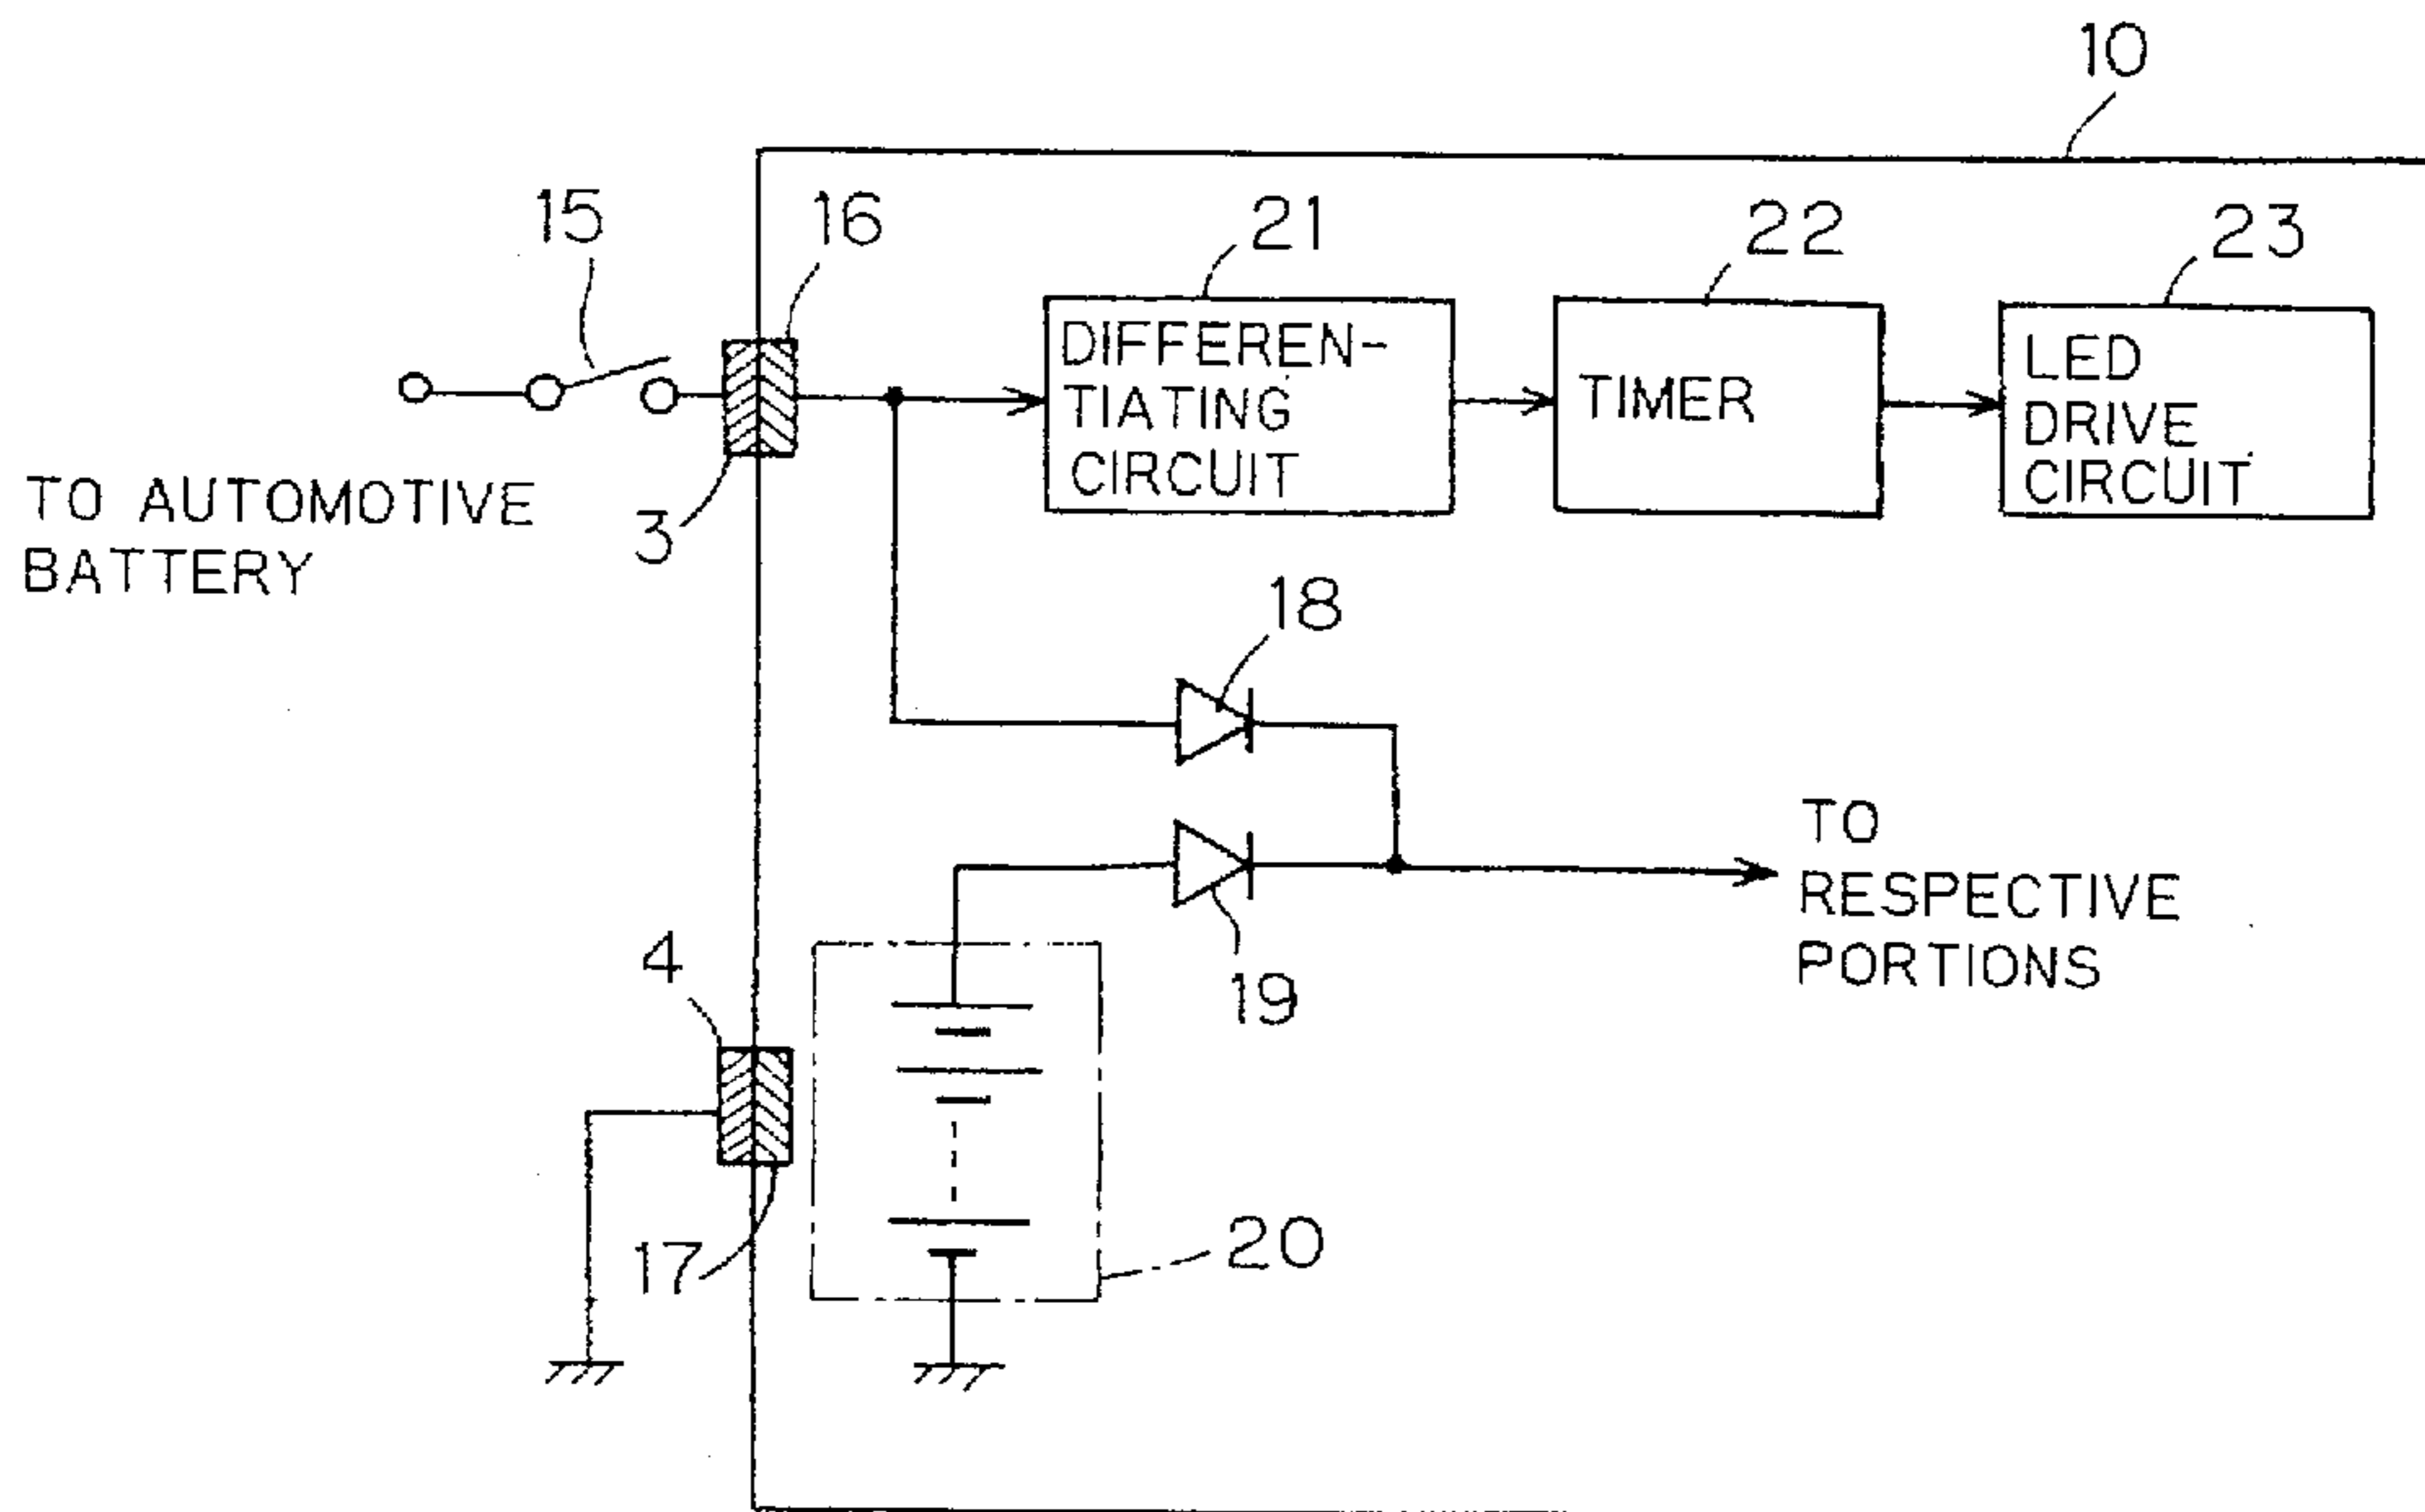 10
15
16
21
22
23
DIFFEREN-
TIATING
CIRCUIT
TIMER
LED
DRIVE
CIRCUIT
3
TO AUTOMOTIVE
BATTERY
18
TO
RESPECTIVE
PORTIONS
19
4
17
20